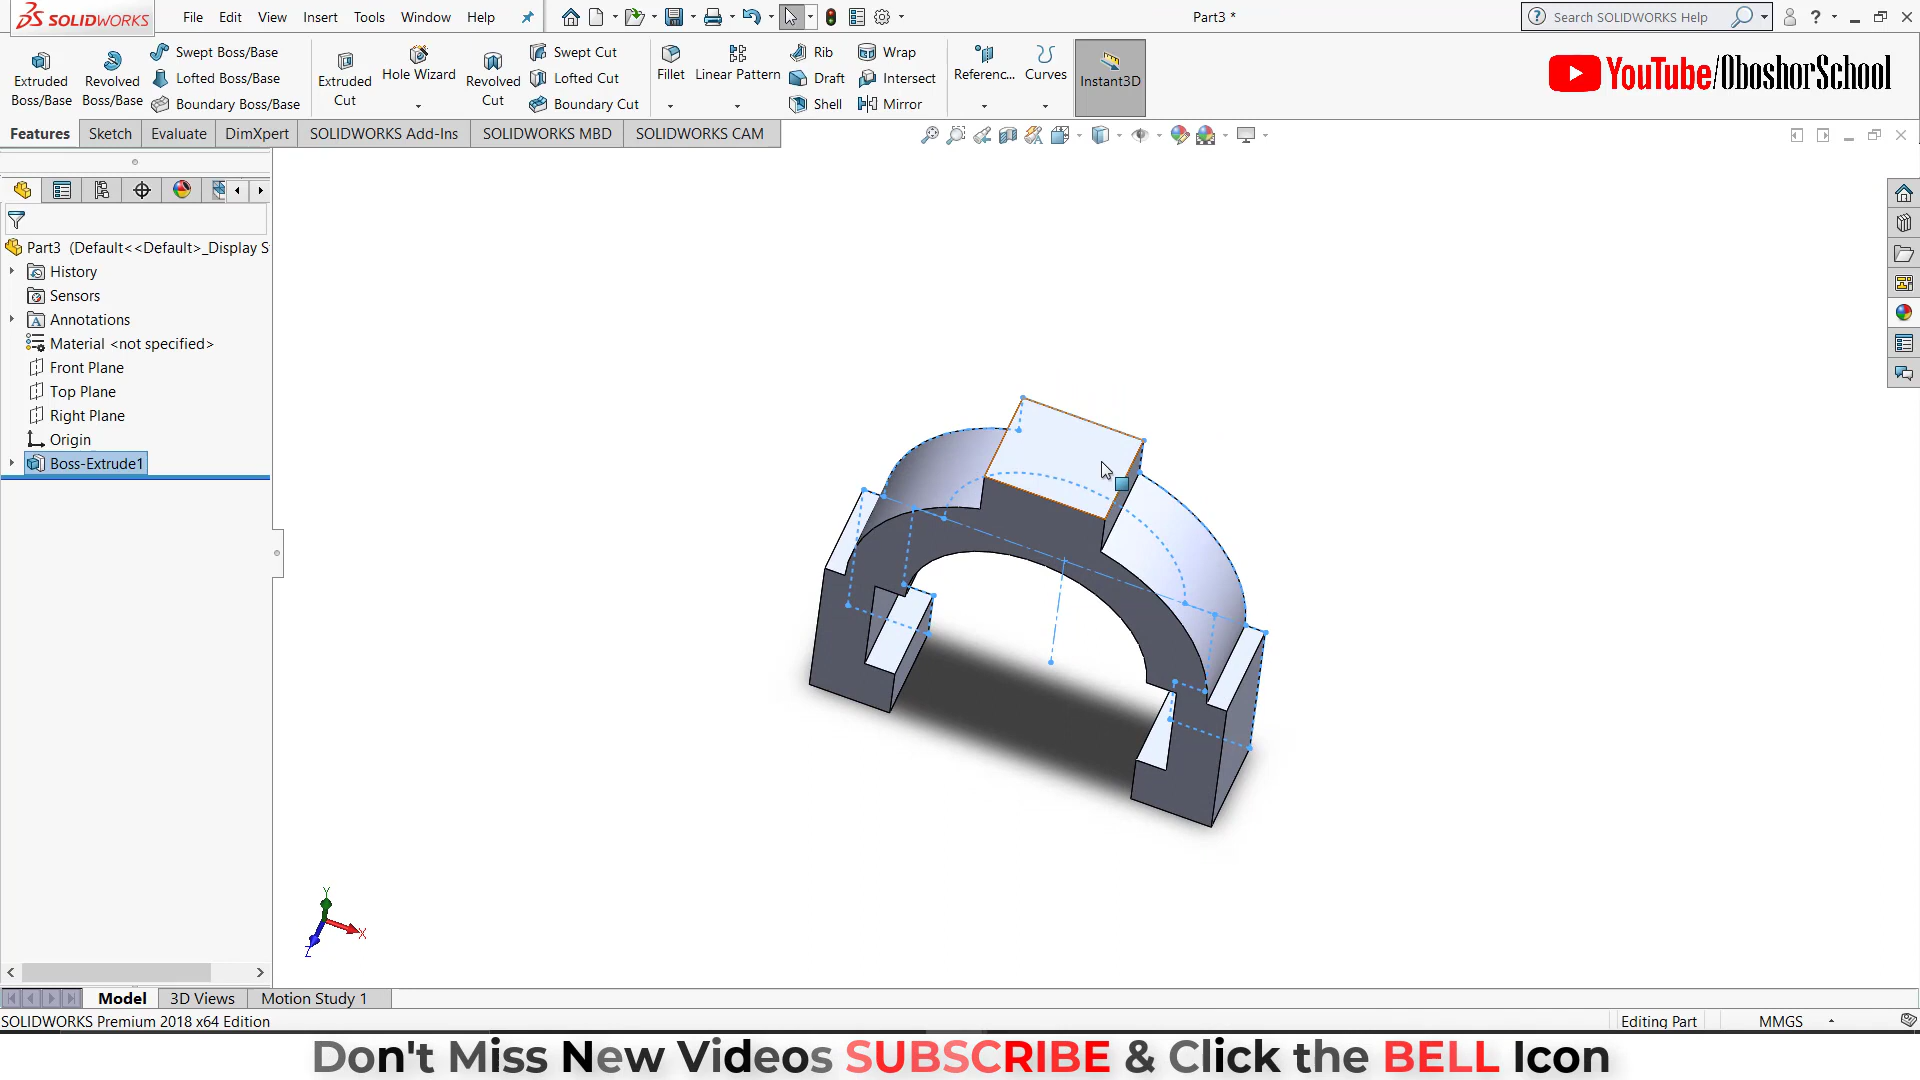 SOLIDWORKS
File Edit View Insert Tools Window Help
Part3 *
Search SOLIDWORKS Help
Extruded Boss/Base
Revolved Boss/Base
Swept Boss/Base
Lofted Boss/Base
Boundary Boss/Base
Extruded Cut
Hole Wizard
Revolved Cut
Swept Cut
Lofted Cut
Boundary Cut
Fillet
Linear Pattern
Rib
Draft
Shell
Wrap
Intersect
Mirror
Referenc...
Curves
Instant3D
YouTube/OboshorSchool
Features Sketch Evaluate DimXpert SOLIDWORKS Add-Ins SOLIDWORKS MBD SOLIDWORKS CAM
Part3 (Default<<Default>_Display S
History
Sensors
Annotations
Material <not specified>
Front Plane
Top Plane
Right Plane
Origin
Boss-Extrude1
Y
X
Z
Model 3D Views Motion Study 1
SOLIDWORKS Premium 2018 x64 Edition
Editing Part
MMGS
Don't Miss New Videos SUBSCRIBE & Click the BELL Icon